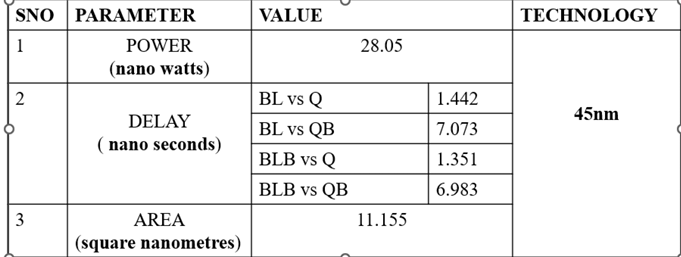 SNO PARAMETER VALUE TECHNOLOGY
1 POWER 28.05
(nano watts)
2 DELAY
( nano seconds)
BL vs Q 1.442
BL vs QB 7.073
BLB vs Q 1.351
BLB vs QB 6.983
45nm
3 AREA 11.155
(square nanometres)